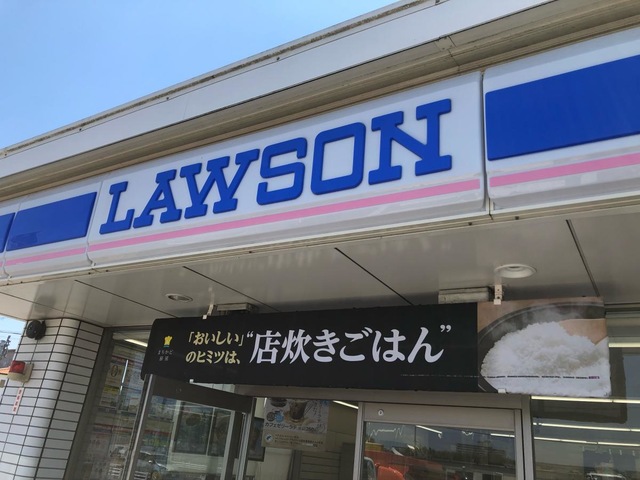 LAWSON
まちかど
厨房
「おいしい」
のヒミツは、
“店炊きごはん”